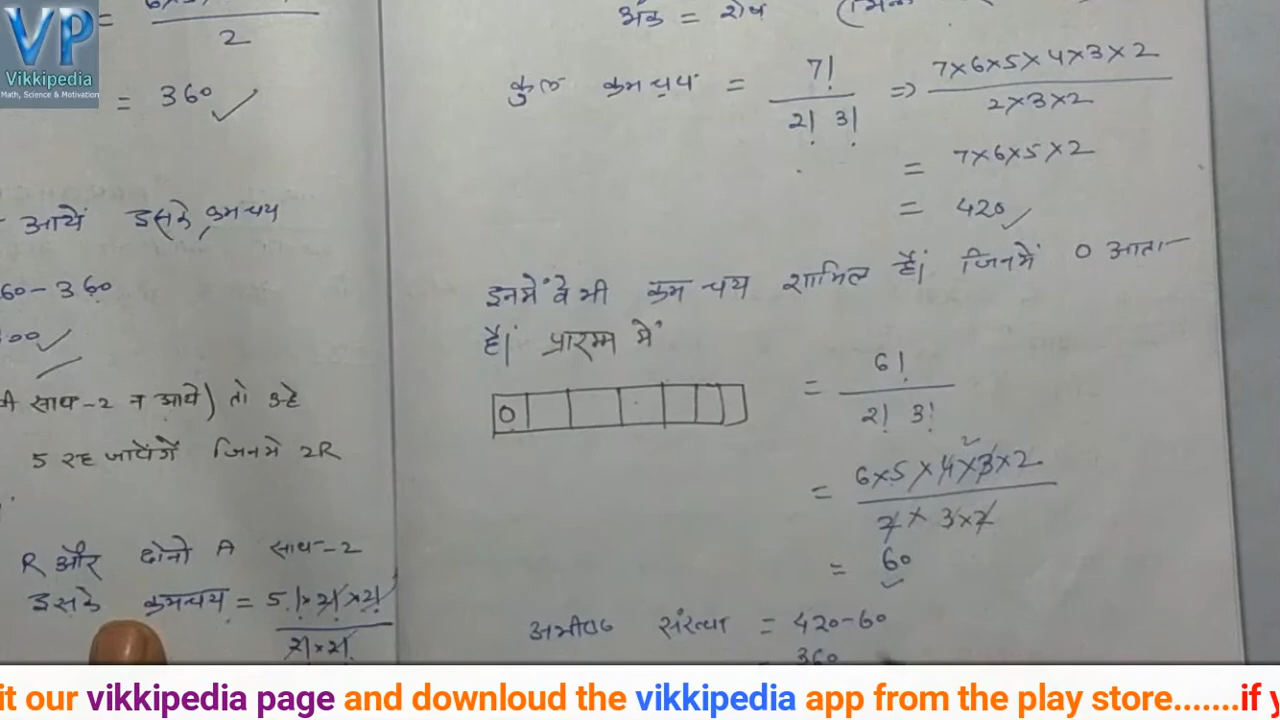 VP
Vikkipedia
Math, Science & Motivation
2
= 360
आयें इसके क्रमचय
60-360
00
साथ-2 न आये) तो उन्हे
5 रह जायेंगें जिनमे 2R
R और दोनो A साथ-2
इसके क्रमचय = 5!×2!×2!
2!×2!
अंक = शेष
कुल क्रमचय = 7! ⇒ 7×6×5×4×3×2
2! 3! 2×3×2
= 7×6×5×2
= 420
इनमें वे भी क्रमचय शामिल हैं। जिनमें 0 आता
हैं। प्रारम्भ में
0
= 6!
2! 3!
= 6×5×4×3×2
2×3×2
2
= 60
अभीष्ट संख्या = 420-60
= 360
it our vikkipedia page and downloud the vikkipedia app from the play store.......if y